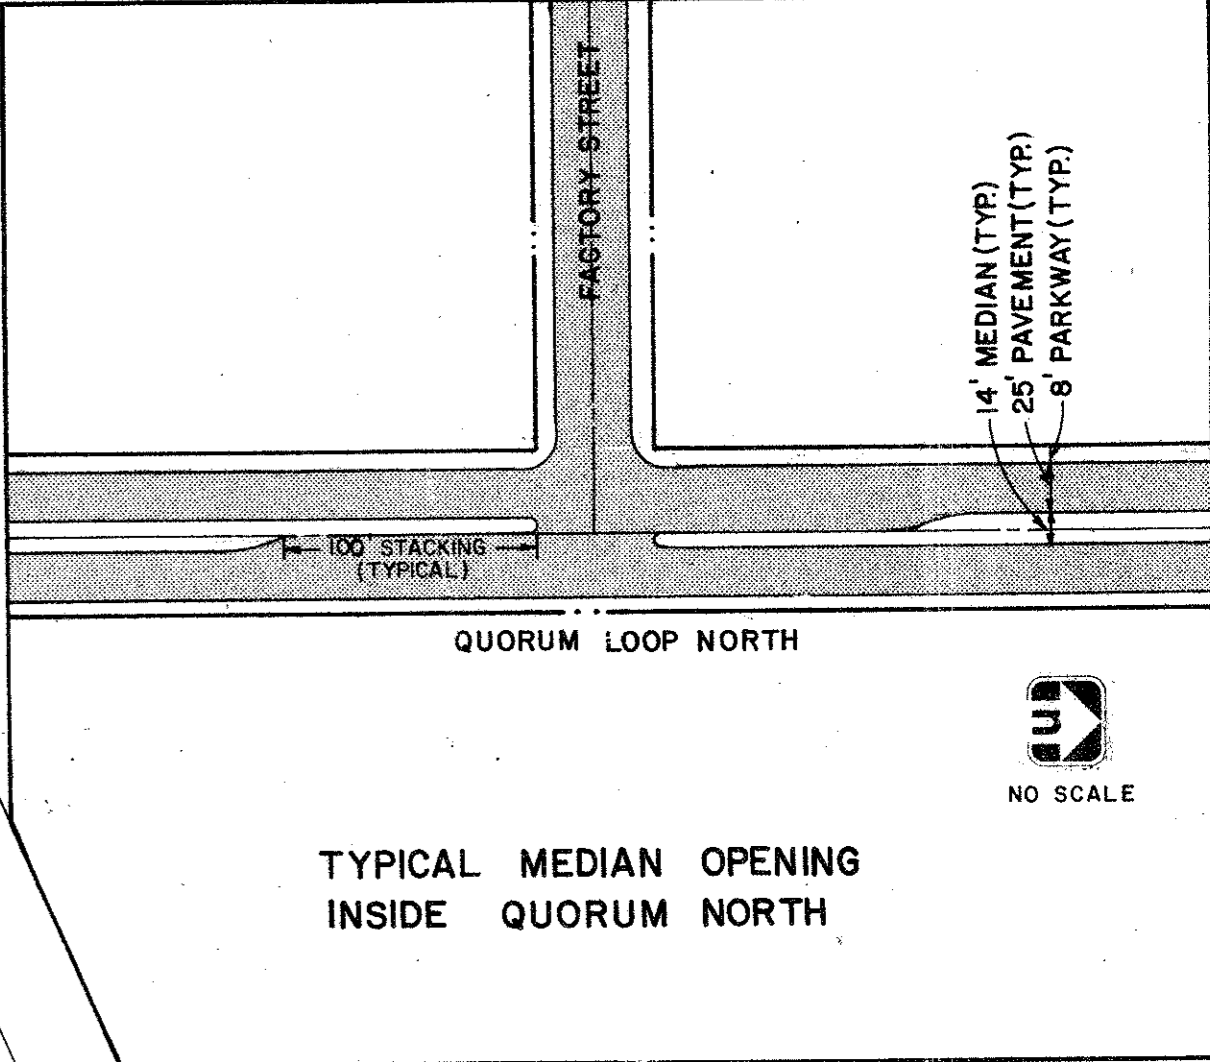 FACTORY STREET
14' MEDIAN (TYP.)
25' PAVEMENT (TYP.)
8' PARKWAY (TYP.)
100' STACKING
(TYPICAL)
QUORUM LOOP NORTH
n
NO SCALE
TYPICAL MEDIAN OPENING
INSIDE QUORUM NORTH